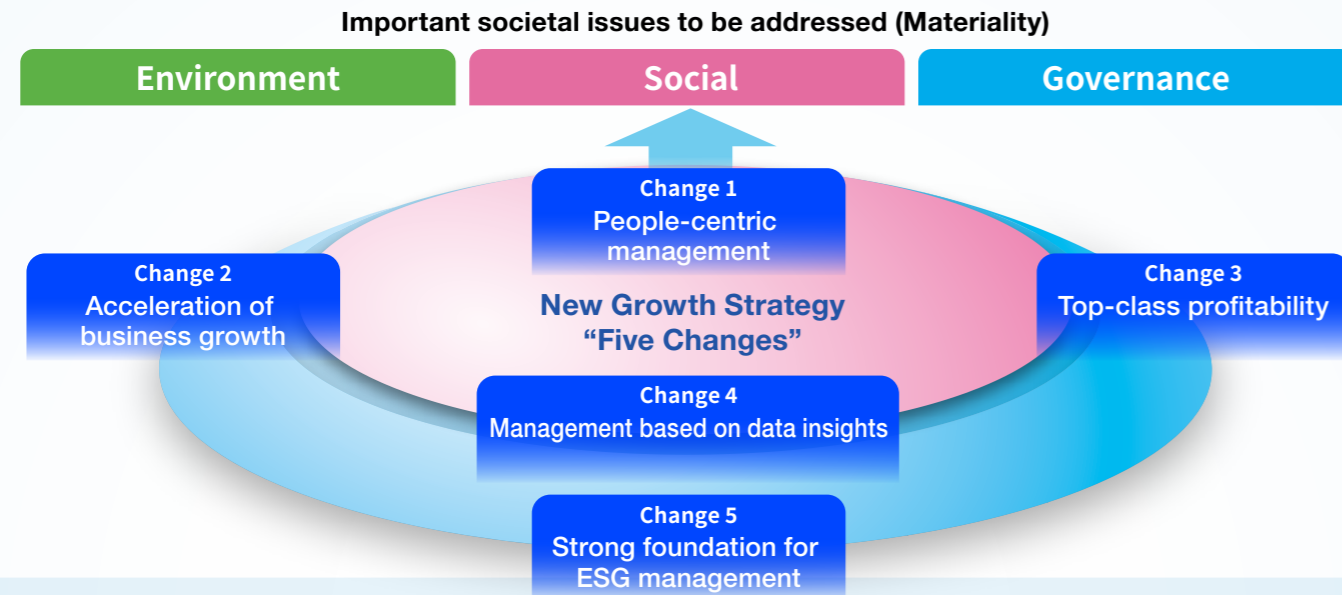 Important societal issues to be addressed (Materiality)
Environment
Social
Governance
Change 1
People-centric
management
Change 2
Acceleration of
business growth
Change 3
Top-class profitability
New Growth Strategy
“Five Changes”
Change 4
Management based on data insights
Change 5
Strong foundation for
ESG management